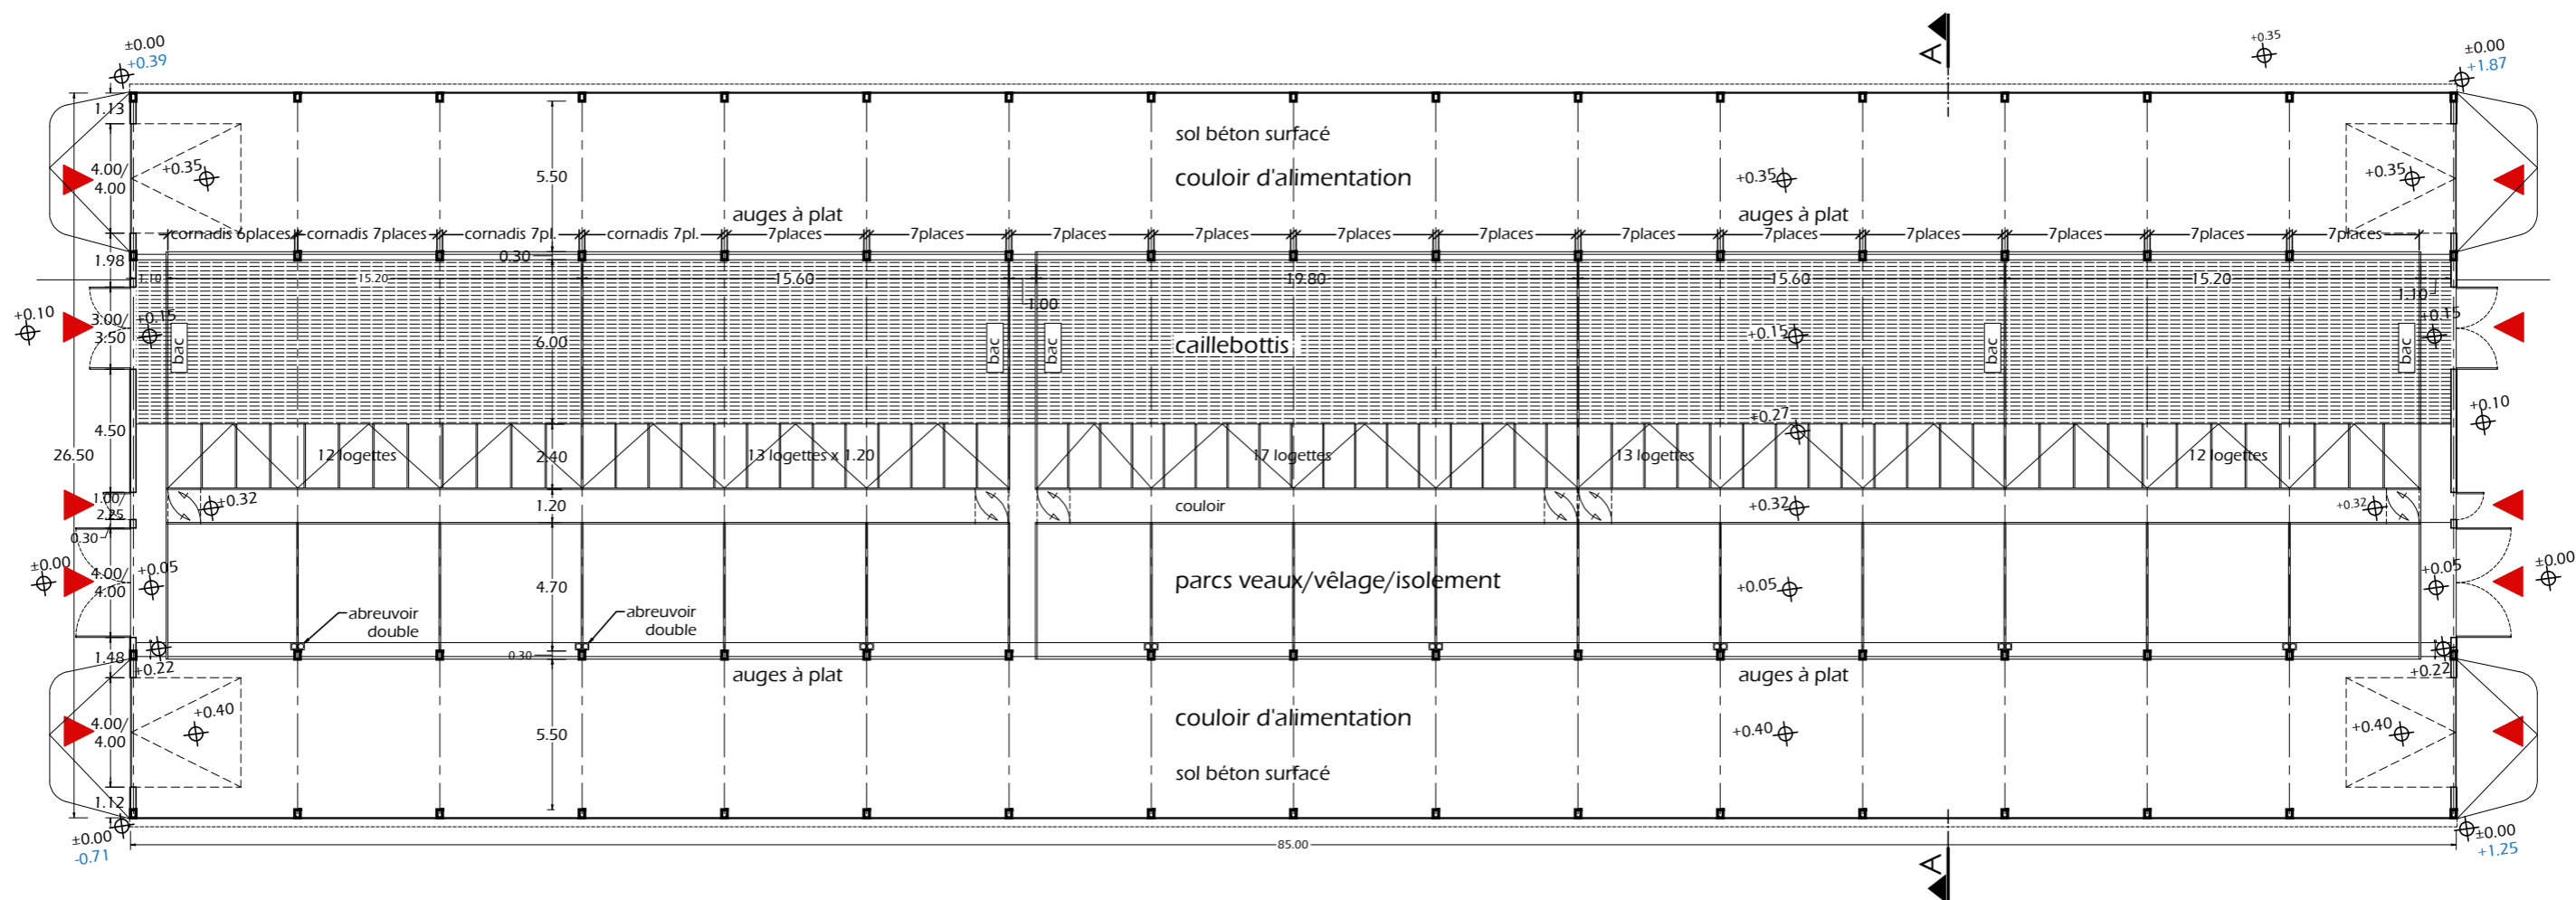 ±0.00
+0.39
A
+0.35
±0.00
+1.87
1.13
sol béton surfacé
4.00/
4.00
+0.35
5.50
couloir d'alimentation
+0.35
+0.35
auges à plat
auges à plat
cornadis 6places
cornadis 7places
cornadis 7pl.
cornadis 7pl.
7places
7places
7places
7places
7places
7places
7places
7places
7places
7places
7places
7places
1.98
0.30
1.10
15.20
15.60
1.00
19.80
15.60
15.20
1.10
+0.10
3.00/
3.50
+0.15
bac
6.00
bac
bac
caillebottis
+0.15
bac
bac
+0.15
+0.10
4.50
+0.27
26.50
12 logettes
2.40
13 logettes x 1.20
17 logettes
13 logettes
12 logettes
1.00/
2.25
+0.32
1.20
couloir
+0.32
+0.32
0.30
±0.00
4.00/
4.00
+0.05
4.70
parcs veaux/vêlage/isolement
+0.05
+0.05
±0.00
abreuvoir
double
abreuvoir
double
1.48
+0.22
0.30
auges à plat
auges à plat
+0.22
4.00/
4.00
+0.40
5.50
couloir d'alimentation
+0.40
+0.40
sol béton surfacé
1.12
±0.00
-0.71
85.00
A
±0.00
+1.25